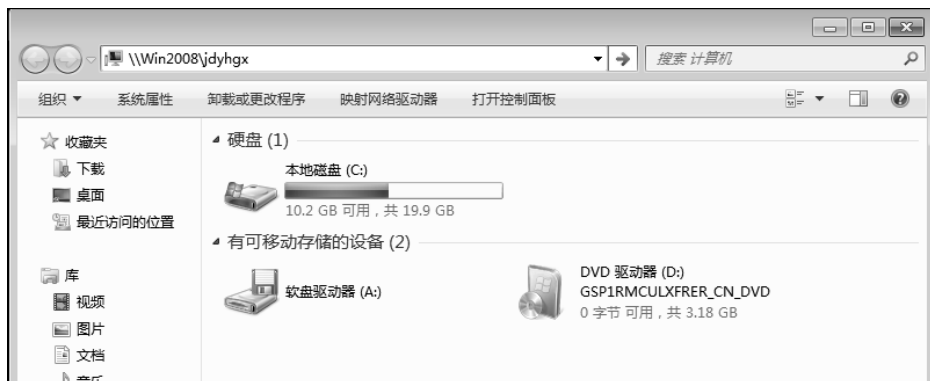 \\Win2008\jdyhgx
搜索 计算机
组织 系统属性 卸载或更改程序 映射网络驱动器 打开控制面板
收藏夹
下载
桌面
最近访问的位置
库
视频
图片
文档
硬盘 (1)
本地磁盘 (C:)
10.2 GB 可用，共 19.9 GB
有可移动存储的设备 (2)
软盘驱动器 (A:)
DVD 驱动器 (D:)
GSP1RMCULXFRER_CN_DVD
0 字节 可用，共 3.18 GB